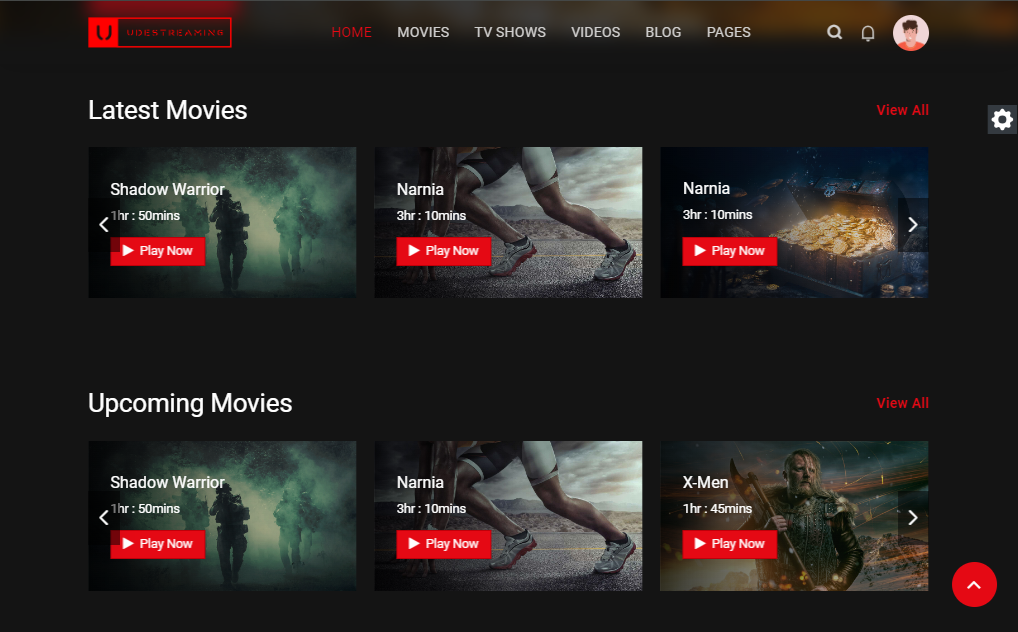 U UDESTREAMING
HOME MOVIES TV SHOWS VIDEOS BLOG PAGES
Latest Movies
View All
Shadow Warrior
1hr : 50mins
Play Now
Narnia
3hr : 10mins
Play Now
Narnia
3hr : 10mins
Play Now
Upcoming Movies
View All
Shadow Warrior
1hr : 50mins
Play Now
Narnia
3hr : 10mins
Play Now
X-Men
1hr : 45mins
Play Now